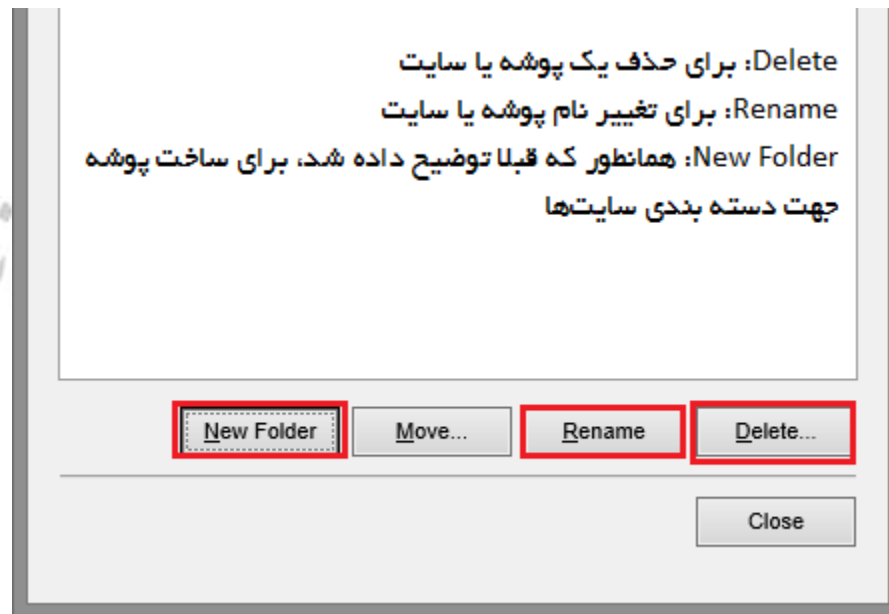 Delete: برای حذف یک پوشه یا سایت
Rename: برای تغییر نام پوشه یا سایت
New Folder: همانطور که قبلا توضیح داده شد، برای ساخت پوشه
جهت دسته بندی سایت‌ها
New Folder Move... Rename Delete...
Close